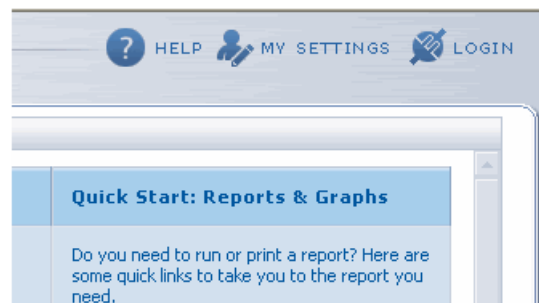 ? HELP MY SETTINGS LOGIN
Quick Start: Reports & Graphs
Do you need to run or print a report? Here are
some quick links to take you to the report you
need.